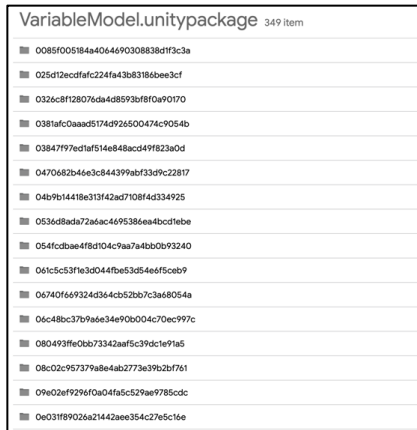 VariableModel.unitypackage 349 item
0085f005184a4064690308838d1f3c3a
025d12ecdfafc224fa43b83186bee3cf
0326c8f128076da4d8593bf8f0a90170
0381afc0aaad5174d926500474c9054b
03847f97ed1af514e848acd49f823a0d
0470682b46e3c844399abf33d9c22817
04b9b14418e313f42ad7108f4d334925
0536d8ada72a6ac4695386ea4bcd1ebe
054fcdbae4f8d104c9aa7a4bb0b93240
061c5c53f1e3d044fbe53d54e6f5ceb9
06740f669324d364cb52bb7c3a68054a
06c48bc37b9a6e34e90b004c70ec997c
080493ffe0bb73342aaf5c39dc1e91a5
08c02c957379a8e4ab2773e39b2bf761
09e02ef9296f0a04fa5c529ae9785cdc
0e031f89026a21442aee354c27e5c16e